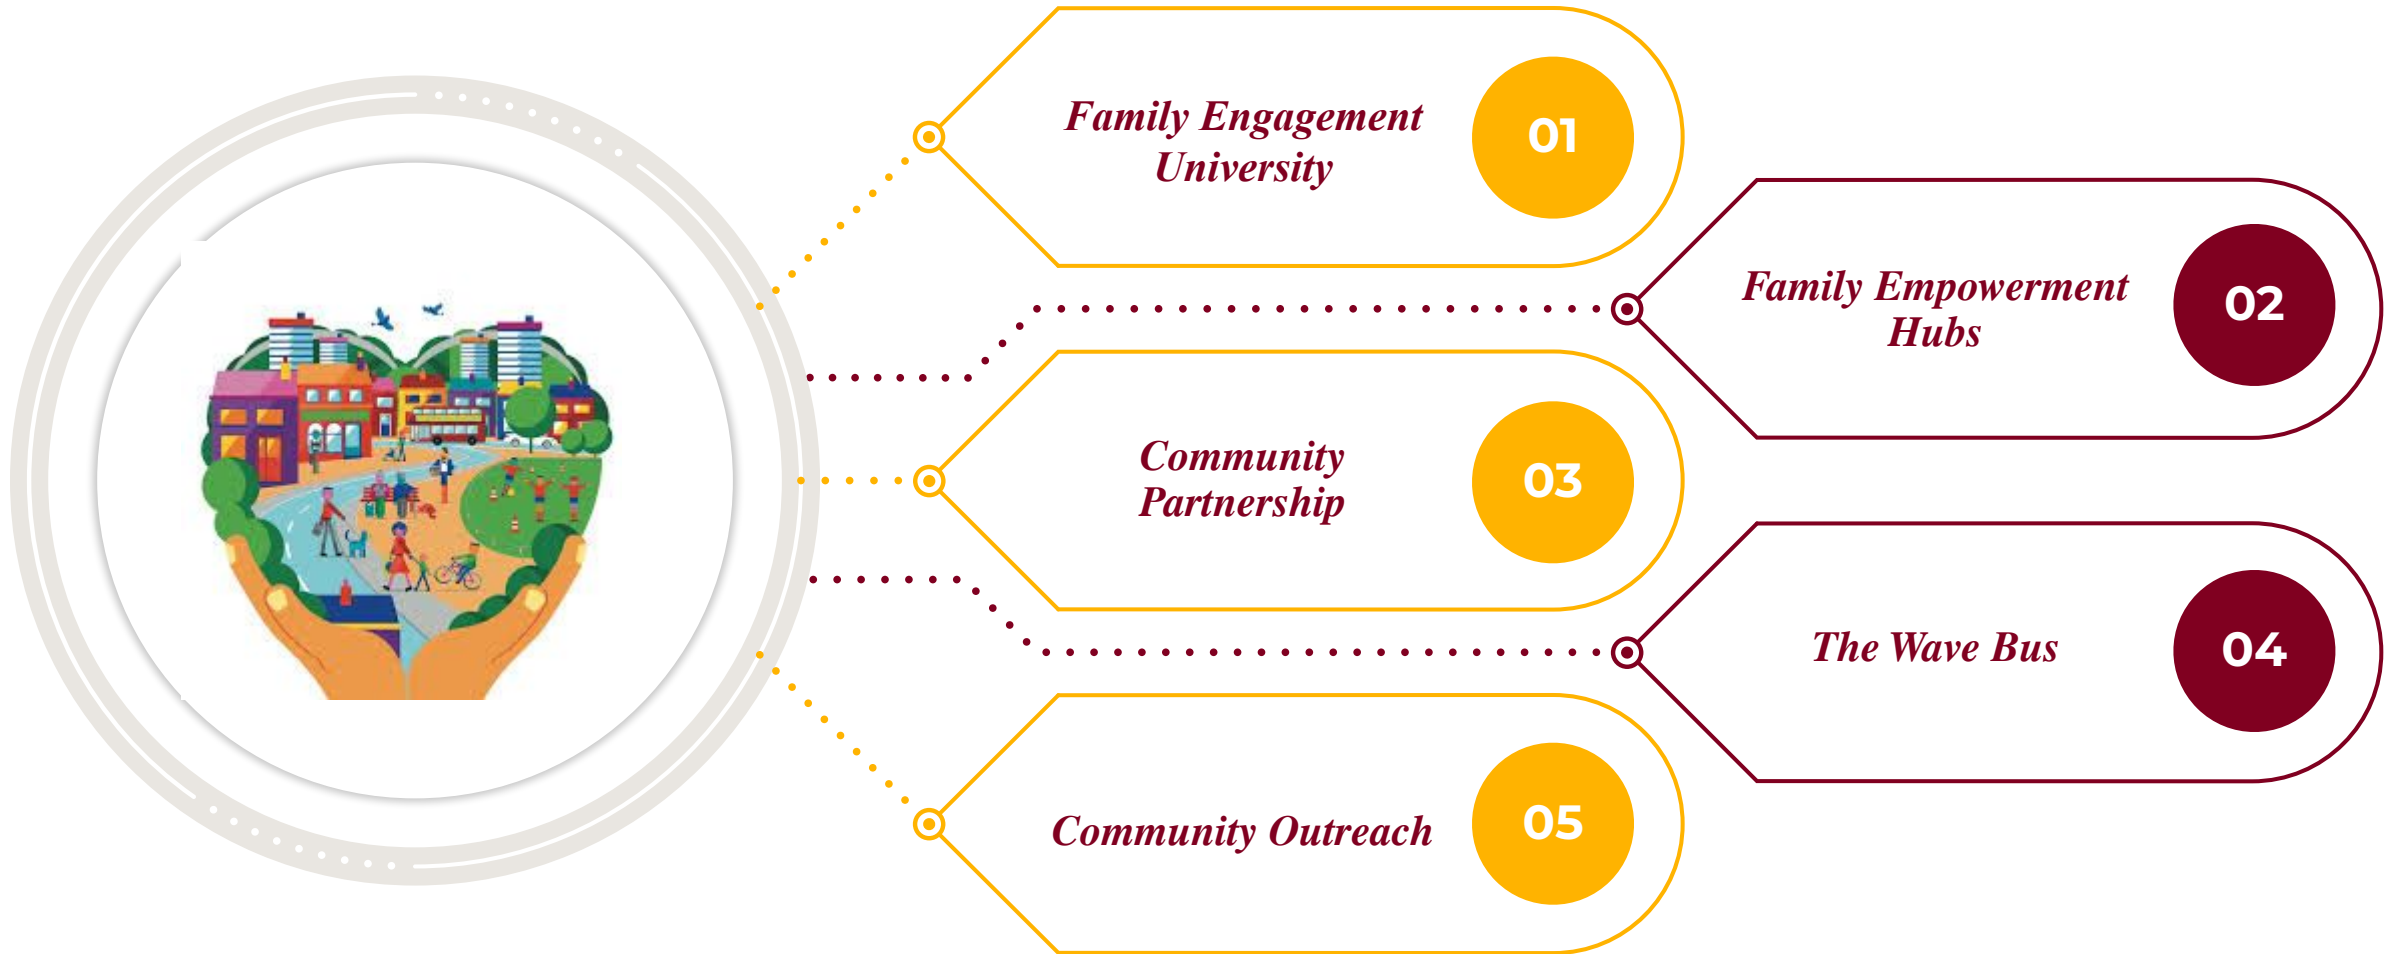 Family Engagement
University
01
Family Empowerment
Hubs
02
Community
Partnership
03
The Wave Bus
04
Community Outreach
05